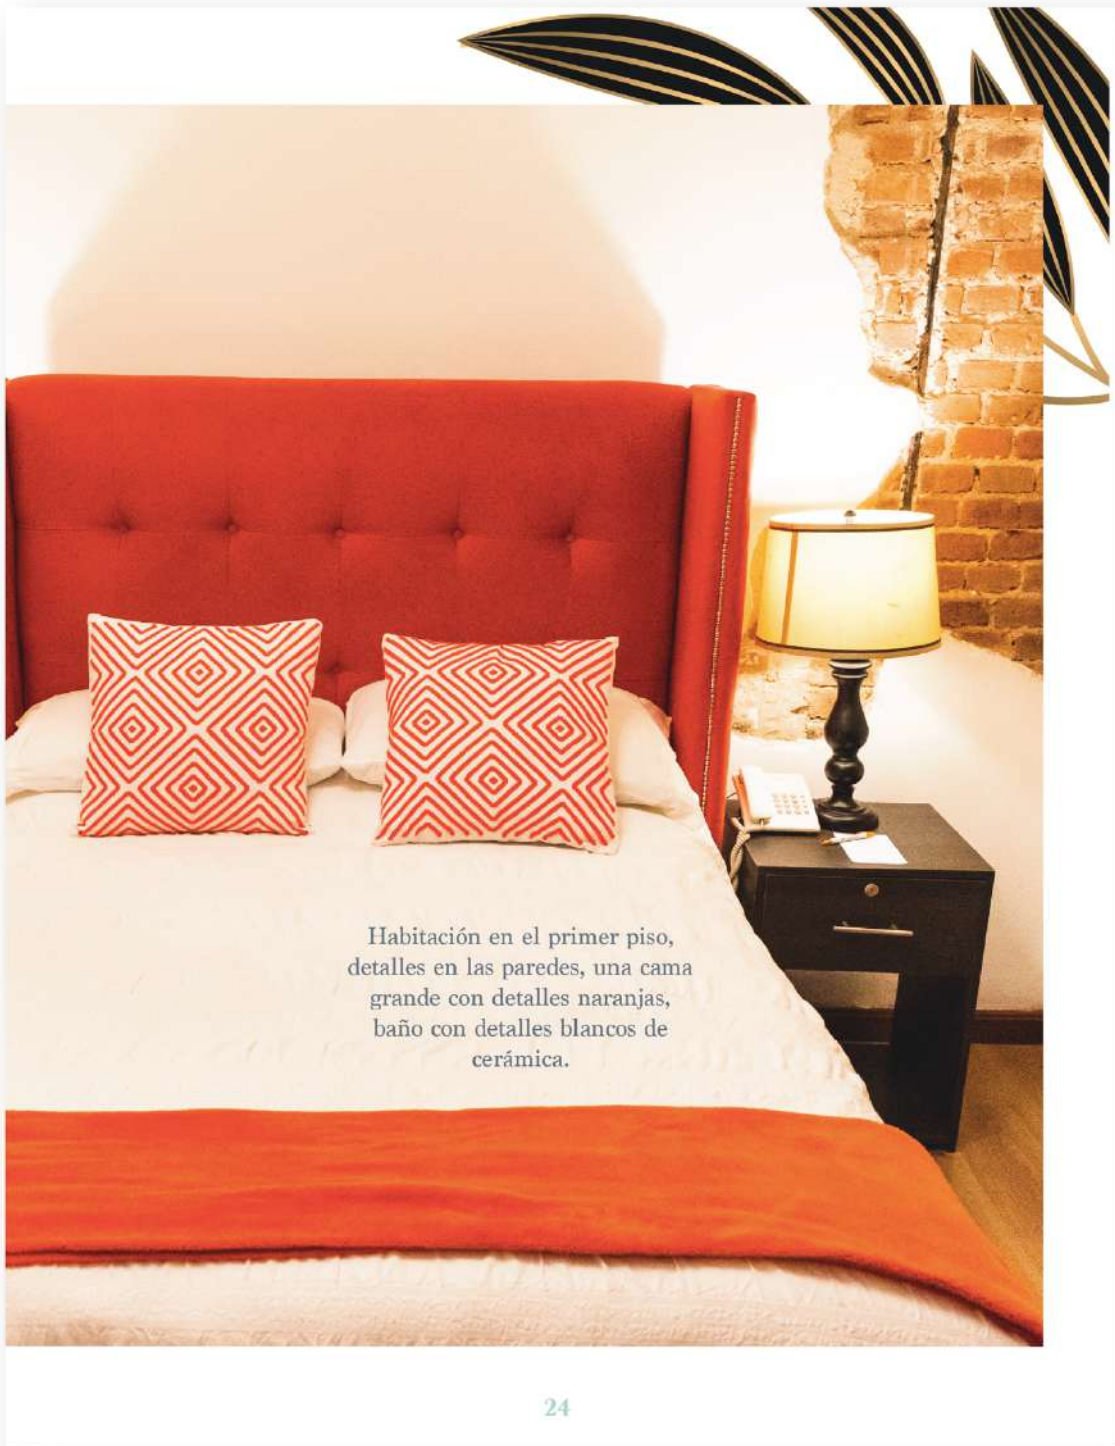 Habitación en el primer piso,
detalles en las paredes, una cama
grande con detalles naranjas,
baño con detalles blancos de
cerámica.
24